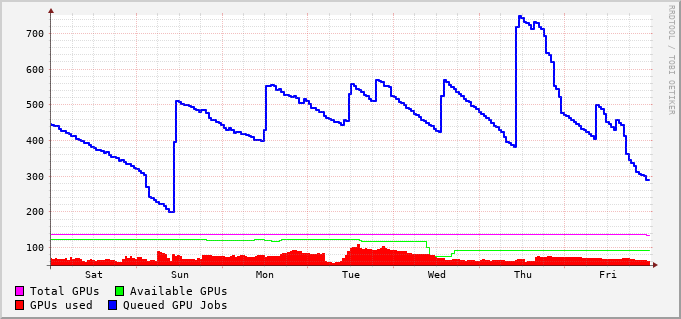 RRDTOOL / TOBI OETIKER
700
600
500
400
300
200
100
Sat Sun Mon Tue Wed Thu Fri
Total GPUs Available GPUs
GPUs used Queued GPU Jobs